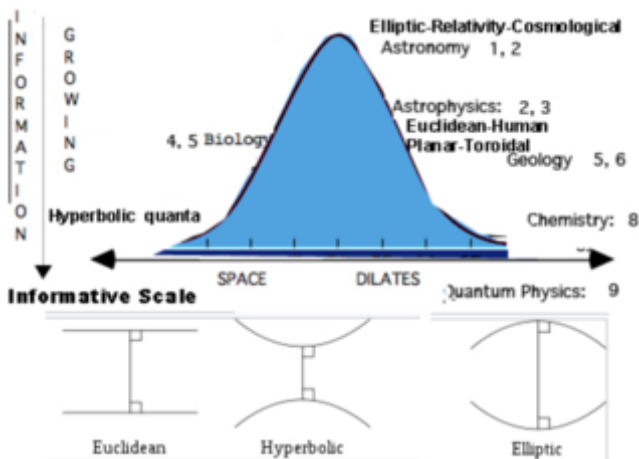 INFORMATION
GROWING
Elliptic-Relativity-Cosmological
Astronomy 1, 2
Astrophysics: 2, 3
Euclidean-Human
Planar-Toroidal
4, 5 Biology
Geology 5, 6
Hyperbolic quanta
Chemistry: 8
SPACE DILATES
Informative Scale
Quantum Physics: 9
Euclidean
Hyperbolic
Elliptic